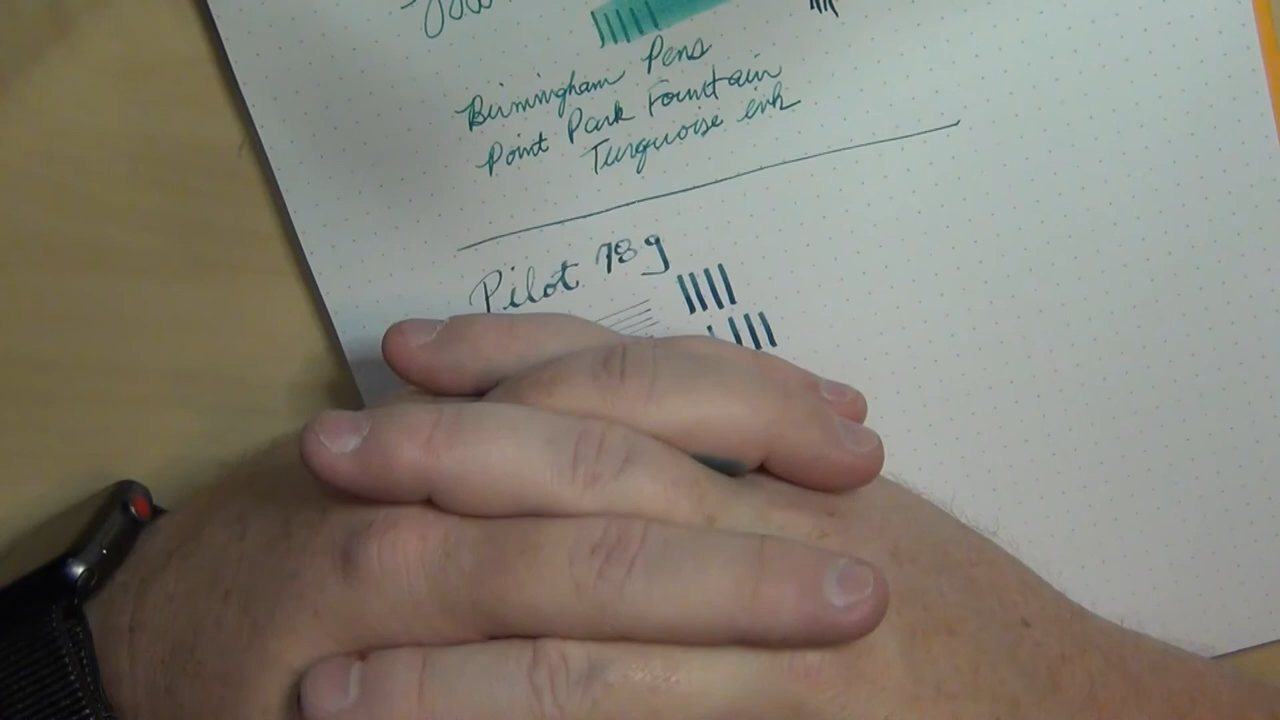 Birmingham Pens
Point Park Fountain
Turquoise ink
Pilot 78g